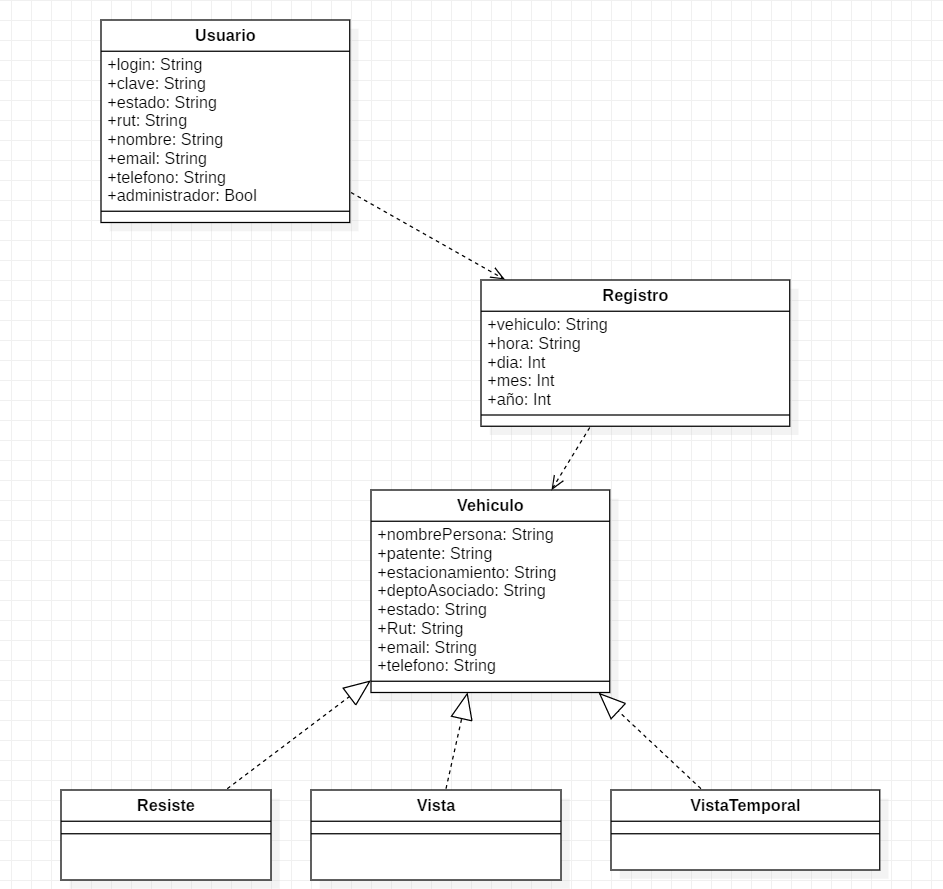 Usuario
+login: String
+clave: String
+estado: String
+rut: String
+nombre: String
+email: String
+telefono: String
+administrador: Bool
Registro
+vehiculo: String
+hora: String
+dia: Int
+mes: Int
+año: Int
Vehiculo
+nombrePersona: String
+patente: String
+estacionamiento: String
+deptoAsociado: String
+estado: String
+Rut: String
+email: String
+telefono: String
Resiste
Vista
VistaTemporal